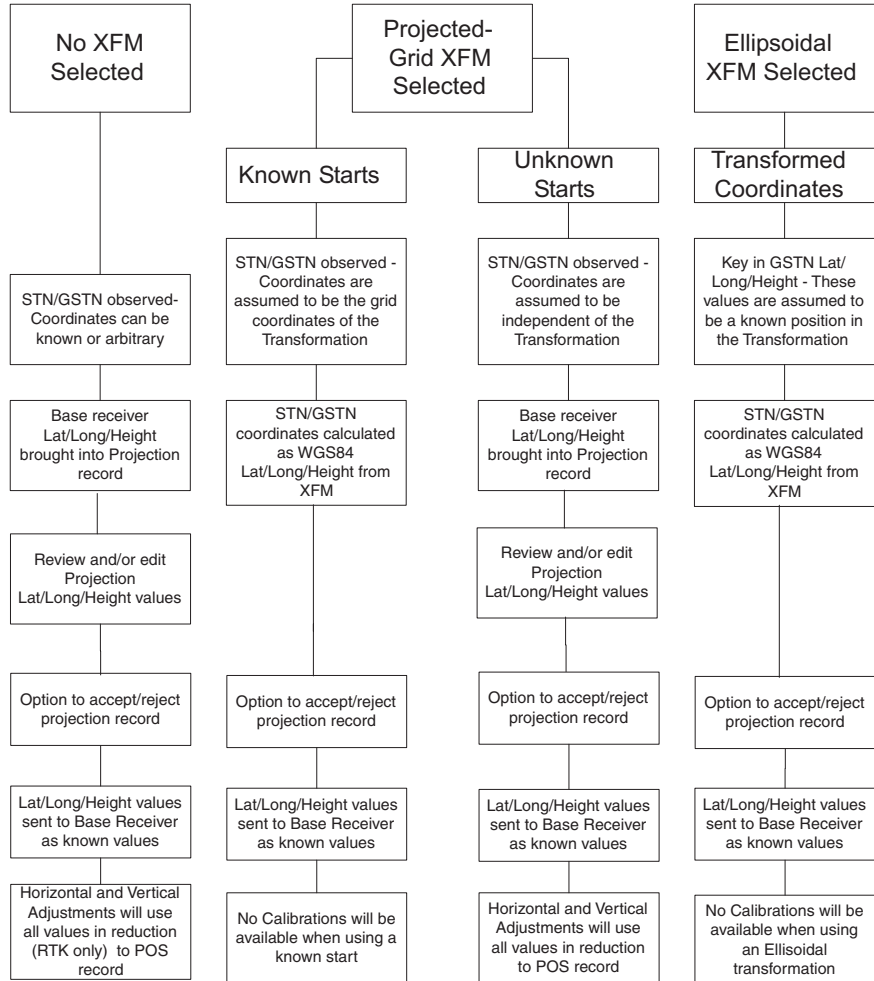 No XFM
Selected
Projected-
Grid XFM
Selected
Ellipsoidal
XFM Selected
Known Starts
Unknown
Starts
Transformed
Coordinates
STN/GSTN observed-
Coordinates can be
known or arbitrary
STN/GSTN observed -
Coordinates are
assumed to be the grid
coordinates of the
Transformation
STN/GSTN observed -
Coordinates are
assumed to be
independent of the
Transformation
Key in GSTN Lat/
Long/Height - These
values are assumed to
be a known position in
the Transformation
Base receiver
Lat/Long/Height
brought into Projection
record
STN/GSTN
coordinates calculated
as WGS84
Lat/Long/Height from
XFM
Base receiver
Lat/Long/Height
brought into Projection
record
STN/GSTN
coordinates calculated
as WGS84
Lat/Long/Height from
XFM
Review and/or edit
Projection
Lat/Long/Height values
Review and/or edit
Projection
Lat/Long/Height values
Option to accept/reject
projection record
Option to accept/reject
projection record
Option to accept/reject
projection record
Option to accept/reject
projection record
Lat/Long/Height values
sent to Base Receiver
as known values
Lat/Long/Height values
sent to Base Receiver
as known values
Lat/Long/Height values
sent to Base Receiver
as known values
Lat/Long/Height values
sent to Base Receiver
as known values
Horizontal and Vertical
Adjustments will use
all values in reduction
(RTK only) to POS
record
No Calibrations will be
available when using a
known start
Horizontal and Vertical
Adjustments will use
all values in reduction
to POS record
No Calibrations will be
available when using
an Ellisoidal
transformation